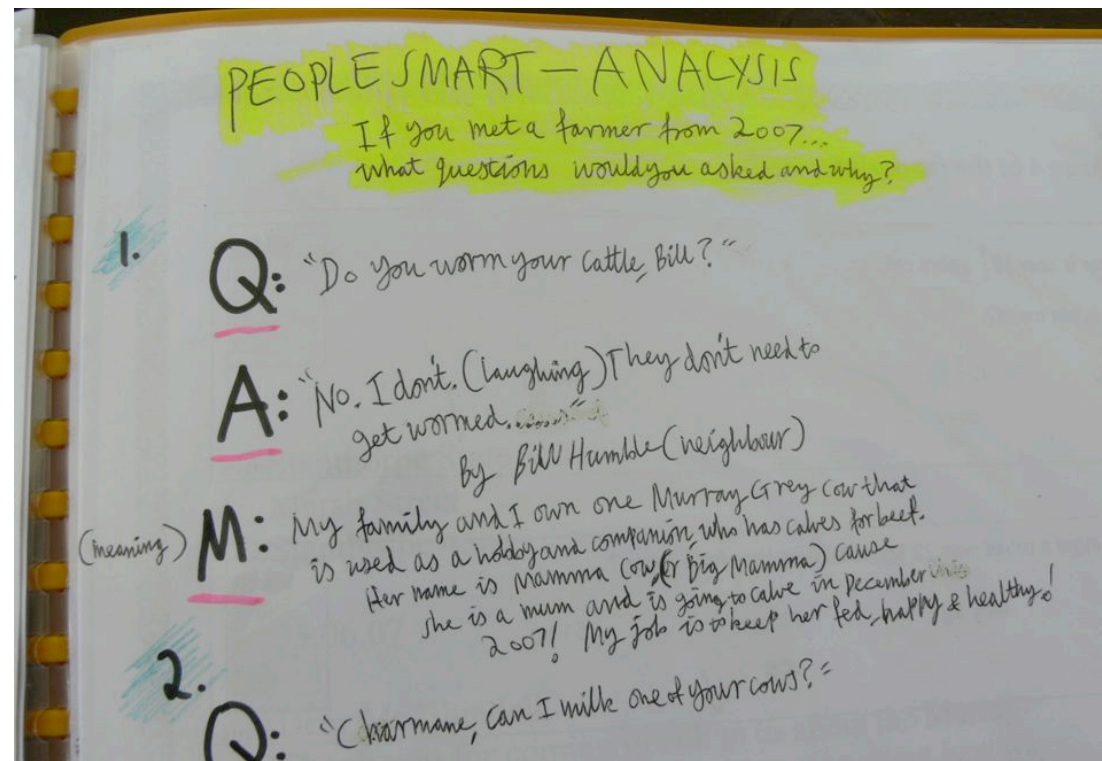 PEOPLE SMART – ANALYSIS
If you met a farmer from 2007...
what questions would you asked and why?
1.
Q: "Do you worm your cattle, Bill?"
A: "No. I don't. (laughing) They don't need to
get wormed......"
By Bill Humble (neighbour)
(meaning) M: My family and I own one Murray Grey cow that
is used as a hobby and companion, who has calves for beef.
Her name is Mamma Cow, (or Big Mamma) cause
she is a mum and is going to calve in December
2007! My job is to keep her fed, happy & healthy!
2.
Q: "Charmane, can I milk one of your cows?"